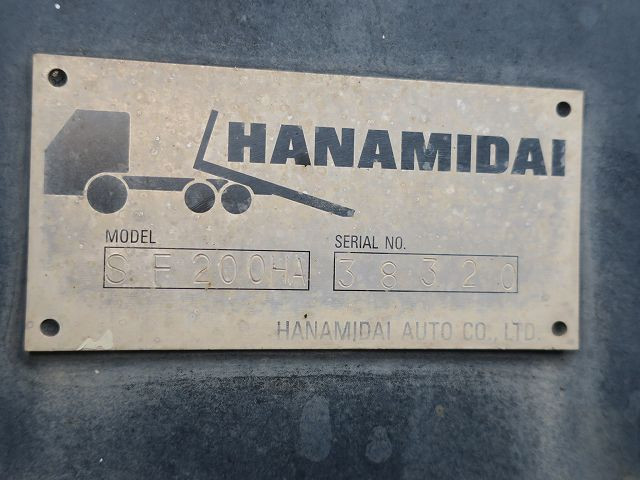 HANAMIDAI
MODEL
SF200HA
SERIAL NO.
38320
HANAMIDAI AUTO CO., LTD.